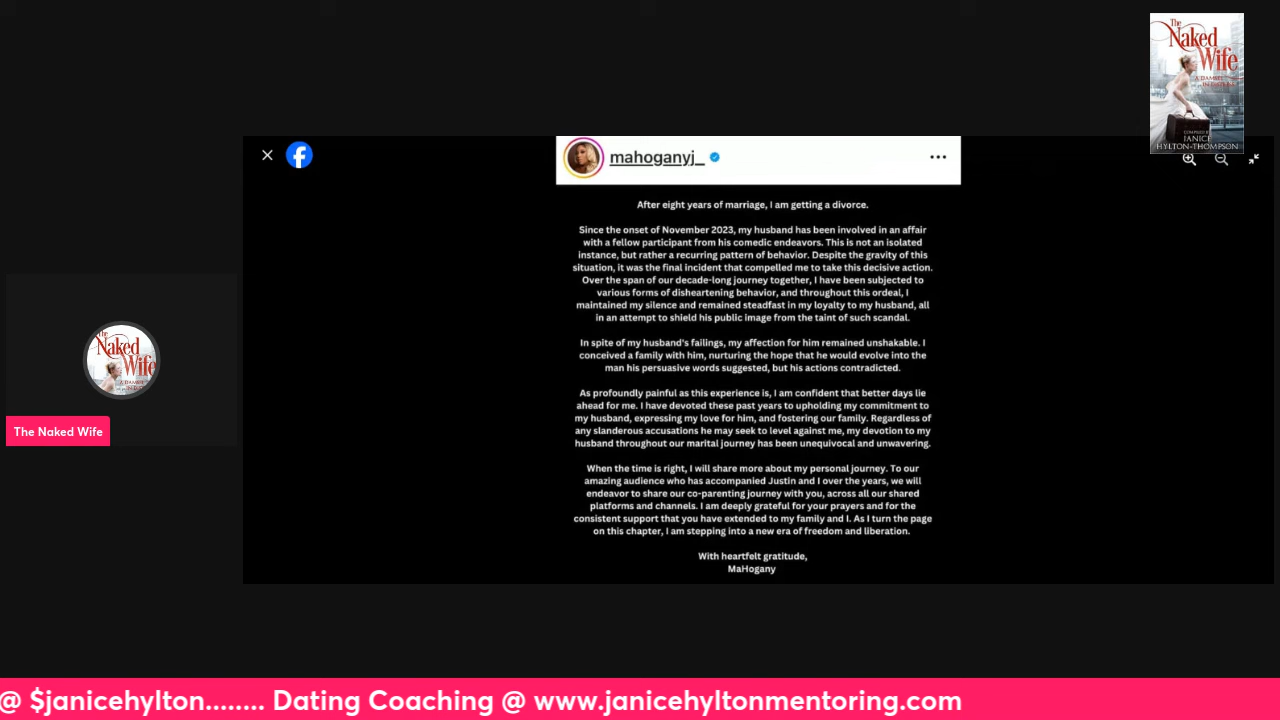 The
Naked
Wife
A DAMSEL
COMPILED BY
JANICE
HYLTON-THOMPSON
mahoganyj_
After eight years of marriage, I am getting a divorce.
Since the onset of November 2023, my husband has been involved in an affair
with a fellow participant from his comedic endeavors. This is not an isolated
instance, but rather a recurring pattern of behavior. Despite the gravity of this
situation, it was the final incident that compelled me to take this decisive action.
Over the span of our decade-long journey together, I have been subjected to
various forms of disheartening behavior, and throughout this ordeal, I
maintained my silence and remained steadfast in my loyalty to my husband, all
in an attempt to shield his public image from the taint of such scandal.
In spite of my husband's failings, my affection for him remained unshakable. I
conceived a family with him, nurturing the hope that he would evolve into the
man his persuasive words suggested, but his actions contradicted.
As profoundly painful as this experience is, I am confident that better days lie
ahead for me. I have devoted these past years to upholding my commitment to
my husband, expressing my love for him, and fostering our family. Regardless of
any slanderous accusations he may seek to level against me, my devotion to my
husband throughout our marital journey has been unequivocal and unwavering.
When the time is right, I will share more about my personal journey. To our
amazing audience who has accompanied Justin and I over the years, we will
endeavor to share our co-parenting journey with you, across all our shared
platforms and channels. I am deeply grateful for your prayers and for the
consistent support that you have extended to my family and I. As I turn the page
on this chapter, I am stepping into a new era of freedom and liberation.
With heartfelt gratitude,
MaHogany
The
Naked
Wife
The Naked Wife
@ $janicehylton........ Dating Coaching @ www.janicehyltonmentoring.com